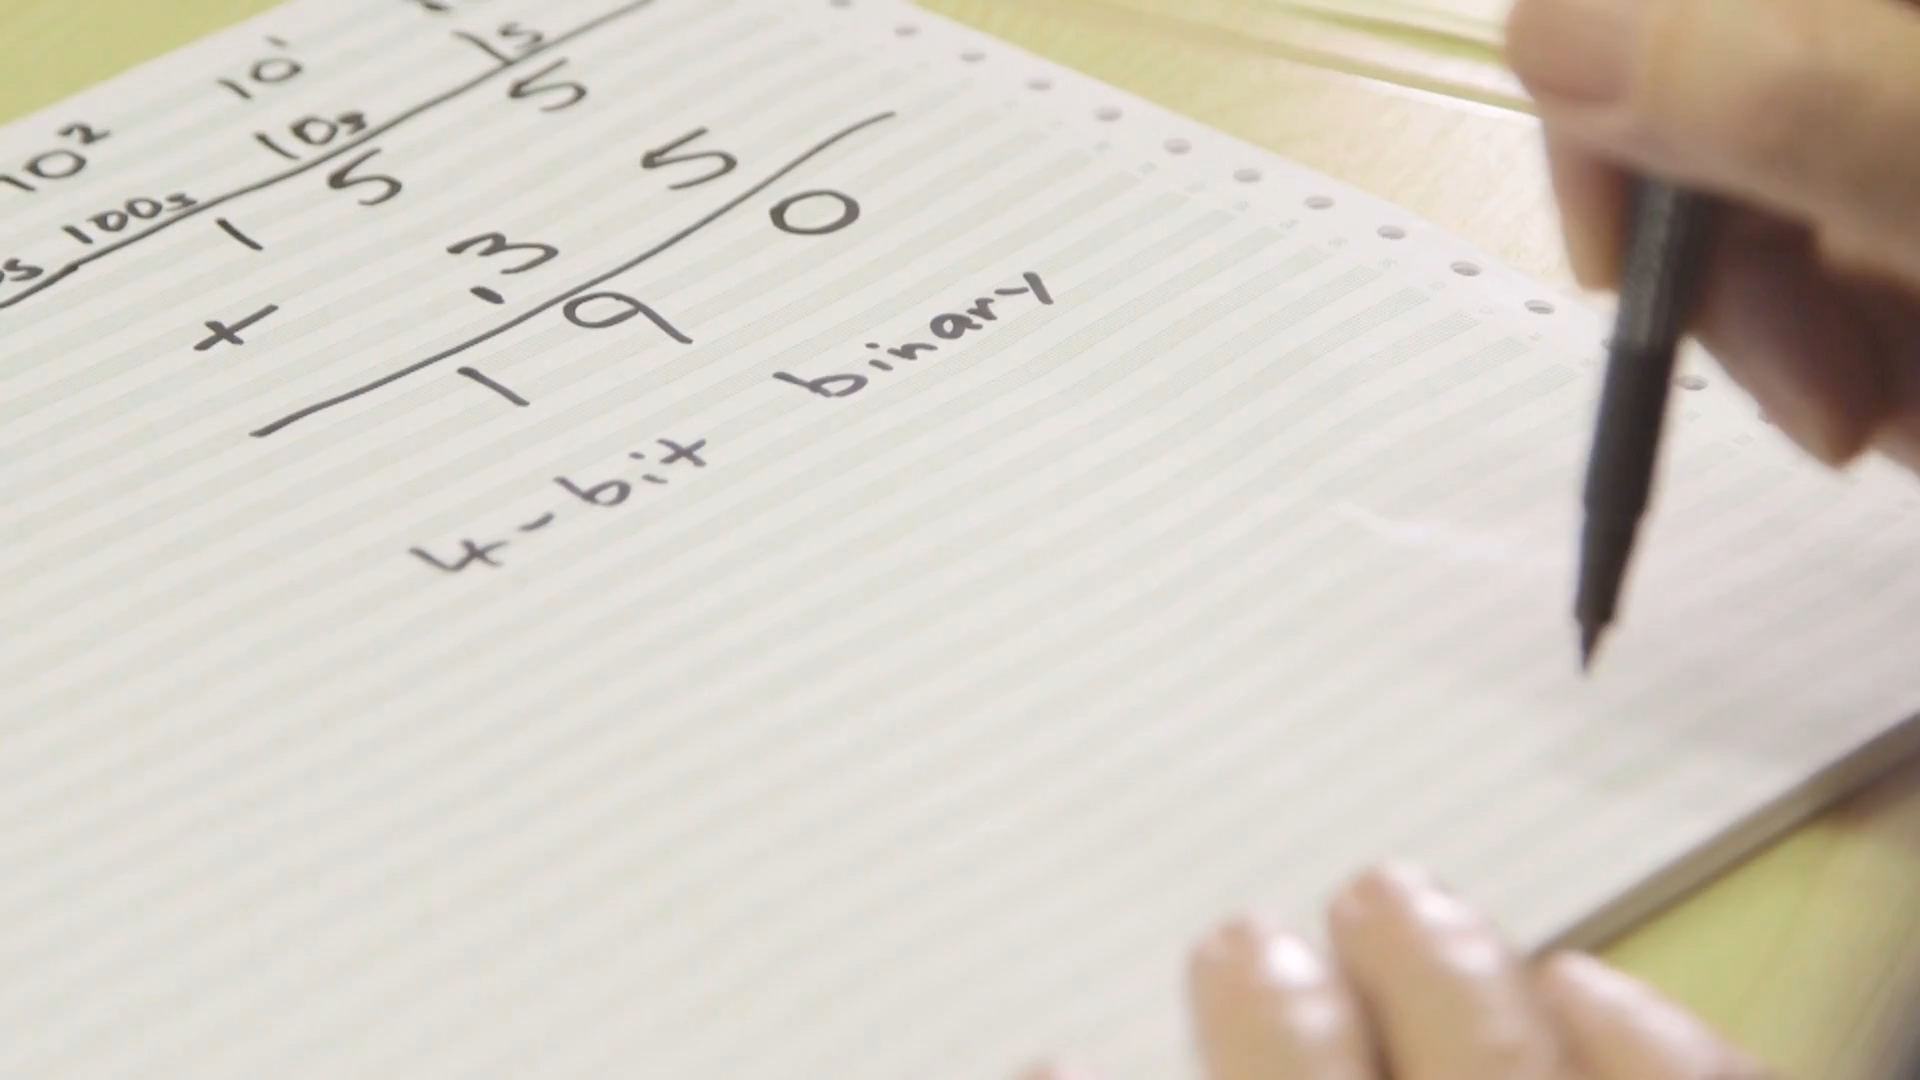 10² 10¹
100s 10s 1s
1 5 5
+ 3 5
1 9 0
4-bit binary